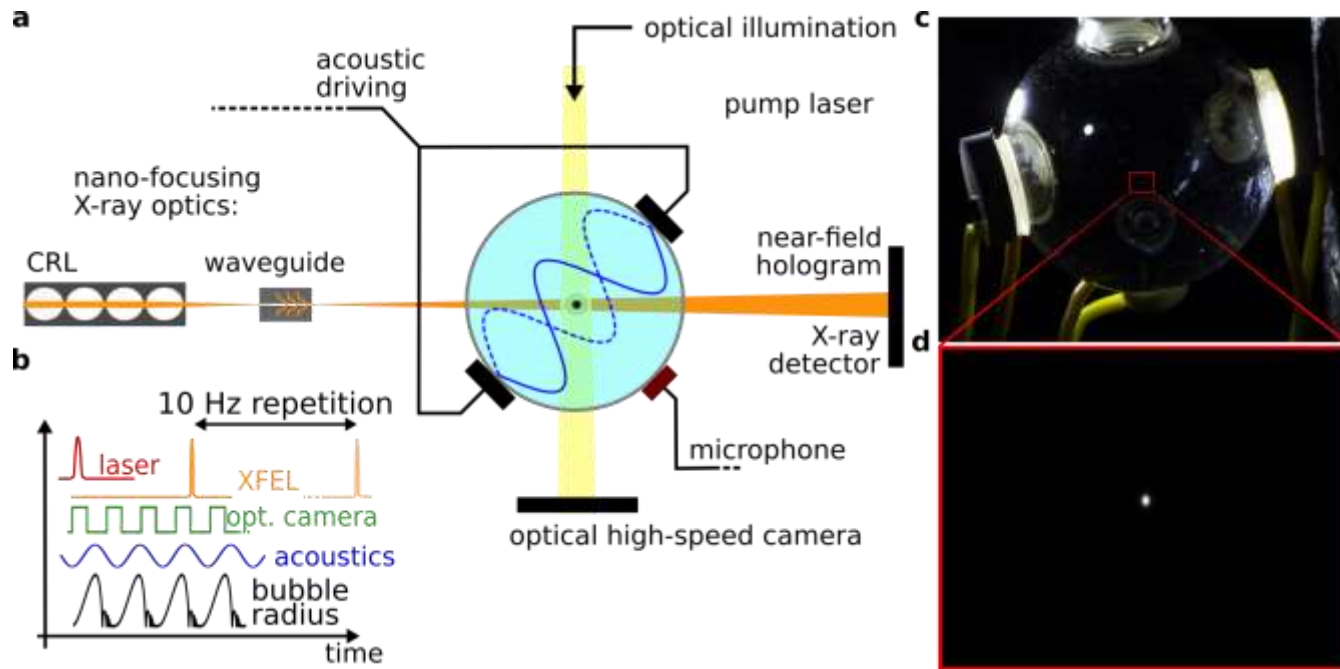 a
optical illumination
acoustic
driving
pump laser
nano-focusing
X-ray optics:
CRL
waveguide
near-field
hologram
X-ray
detector
microphone
optical high-speed camera
b
10 Hz repetition
laser
XFEL
opt. camera
acoustics
bubble
radius
time
c
d